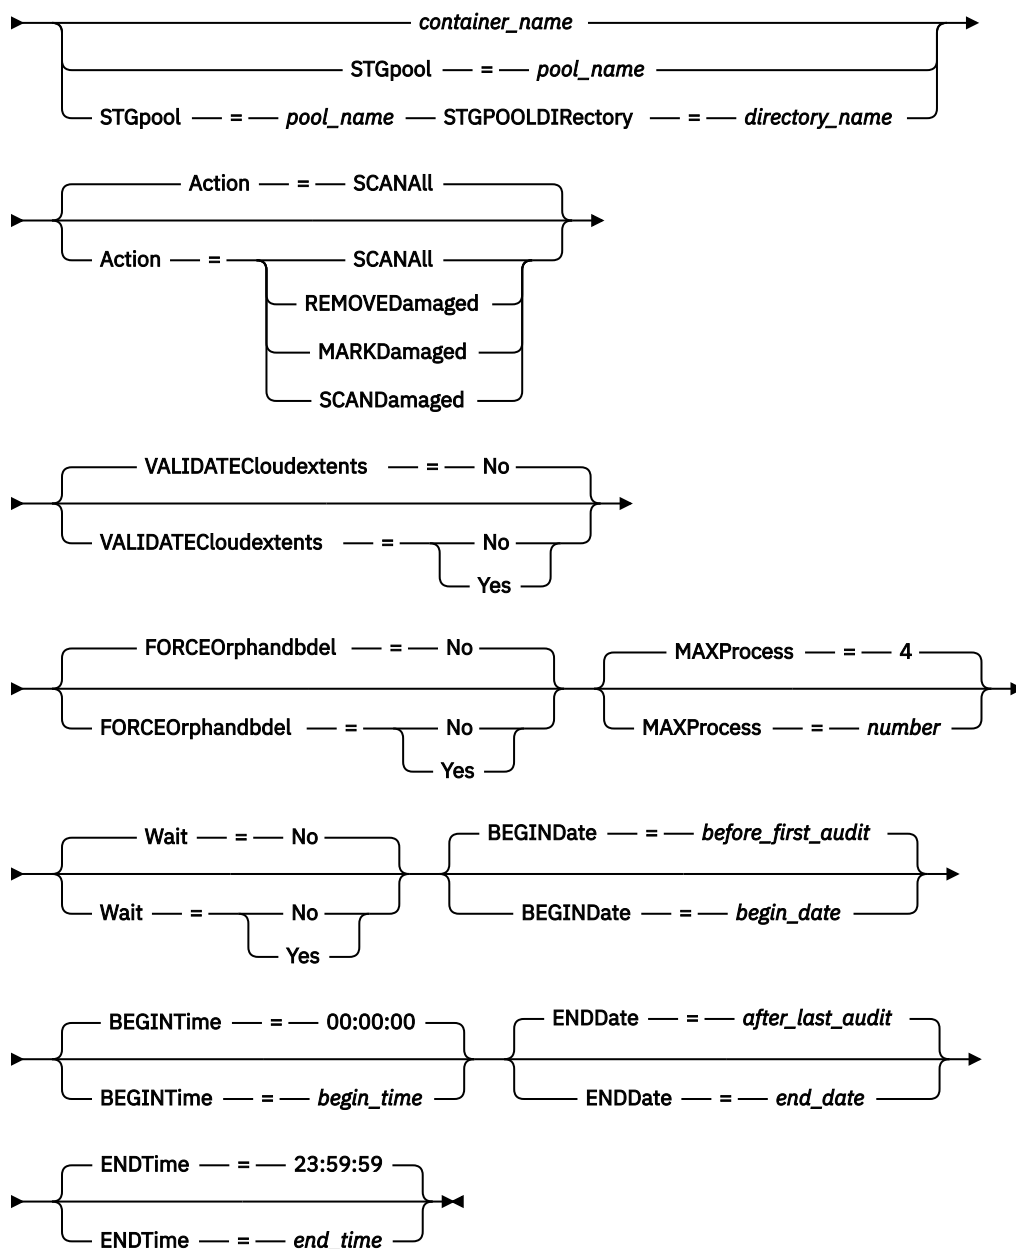 container_name
STGpool = pool_name
STGpool = pool_name STGPOOLDIRectory = directory_name
Action = SCANAll
Action = SCANAll
REMOVEDamaged
MARKDamaged
SCANDamaged
VALIDATECloudextents = No
VALIDATECloudextents = No
Yes
FORCEOrphandbdel = No
MAXProcess = 4
FORCEOrphandbdel = No
MAXProcess = number
Yes
Wait = No
BEGINDate = before_first_audit
Wait = No
BEGINDate = begin_date
Yes
BEGINTime = 00:00:00
ENDDate = after_last_audit
BEGINTime = begin_time
ENDDate = end_date
ENDTime = 23:59:59
ENDTime = end_time